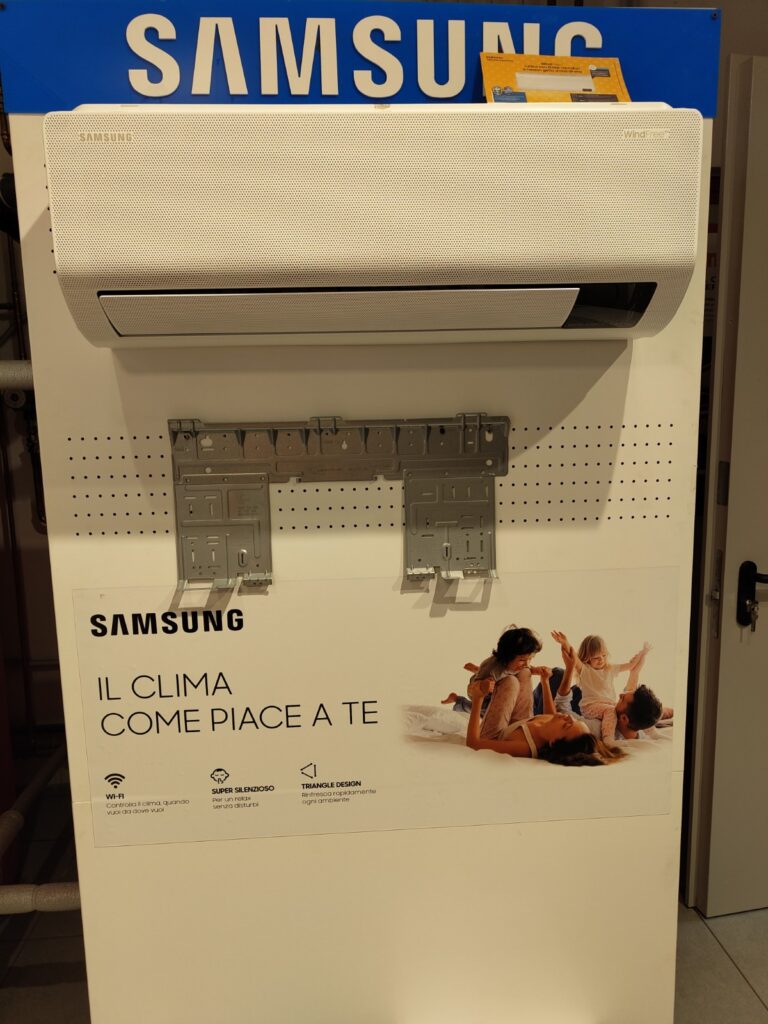 SAMSUNG
SAMSUNG
WindFree
SAMSUNG
IL CLIMA
COME PIACE A TE
WI-FI
Controlla il clima, quando
vuoi da dove vuoi
SUPER SILENZIOSO
Per un relax
senza disturbi
TRIANGLE DESIGN
Rinfresca rapidamente
ogni ambiente